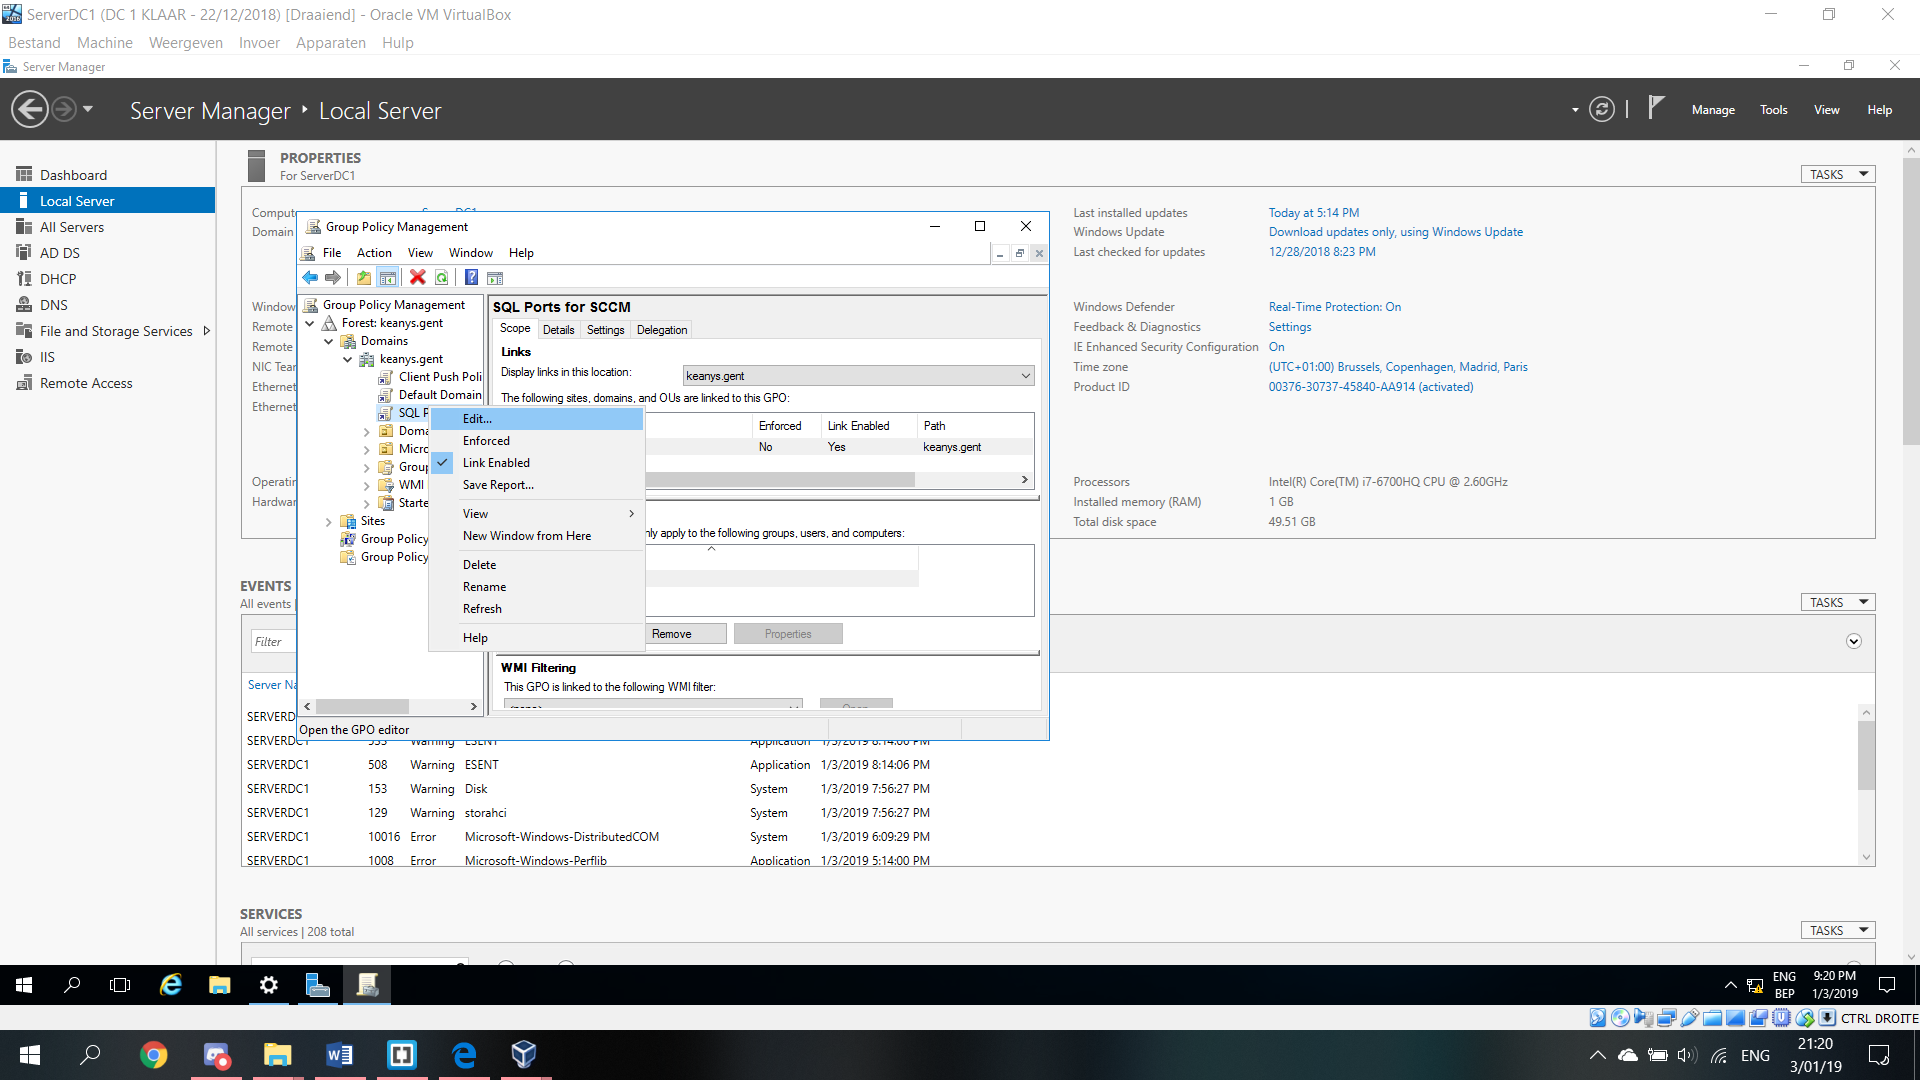 ServerDC1 (DC 1 KLAAR - 22/12/2018) [Draaiend] - Oracle VM VirtualBox
Bestand Machine Weergeven Invoer Apparaten Hulp
Server Manager
Server Manager Local Server
Manage Tools View Help
Dashboard
Local Server
All Servers
AD DS
DHCP
DNS
File and Storage Services
IIS
Remote Access
PROPERTIES
For ServerDC1
TASKS
Last installed updates Today at 5:14 PM
Windows Update Download updates only, using Windows Update
Last checked for updates 12/28/2018 8:23 PM
Windows Defender Real-Time Protection: On
Feedback & Diagnostics Settings
IE Enhanced Security Configuration On
Time zone (UTC+01:00) Brussels, Copenhagen, Madrid, Paris
Product ID 00376-30737-45840-AA914 (activated)
Processors Intel(R) Core(TM) i7-6700HQ CPU @ 2.60GHz
Installed memory (RAM) 1 GB
Total disk space 49.51 GB
Domain
Remote
Remote
Group Policy Management
File Action View Window Help
Group Policy Management
Forest: keanys.gent
Domains
keanys.gent
Client Push Poli
Default Domain
SQL P
Doma
Micro
Group
WMI
Starte
Sites
Group Policy
Group Policy
Edit...
Enforced
Link Enabled
Save Report...
View
New Window from Here
Delete
Rename
Refresh
Help
SQL Ports for SCCM
Scope Details Settings Delegation
Links
Display links in this location: keanys.gent
The following sites, domains, and OUs are linked to this GPO:
Enforced Link Enabled Path
No Yes keanys.gent
nly apply to the following groups, users, and computers:
Remove Properties
WMI Filtering
This GPO is linked to the following WMI filter:
Open the GPO editor
EVENTS
All events
TASKS
Filter
Server Na
SERVERD
SERVERDC1 Warning ESENT Application 1/3/2019 8:14:06 PM
SERVERDC1 508 Warning ESENT Application 1/3/2019 8:14:06 PM
SERVERDC1 153 Warning Disk System 1/3/2019 7:56:27 PM
SERVERDC1 129 Warning storahci System 1/3/2019 7:56:27 PM
SERVERDC1 10016 Error Microsoft-Windows-DistributedCOM System 1/3/2019 6:09:29 PM
SERVERDC1 1008 Error Microsoft-Windows-Perflib Application 1/3/2019 5:14:00 PM
SERVICES
All services | 208 total
TASKS
ENG
BEP
9:20 PM
1/3/2019
CTRL DROITE
ENG
21:20
3/01/19